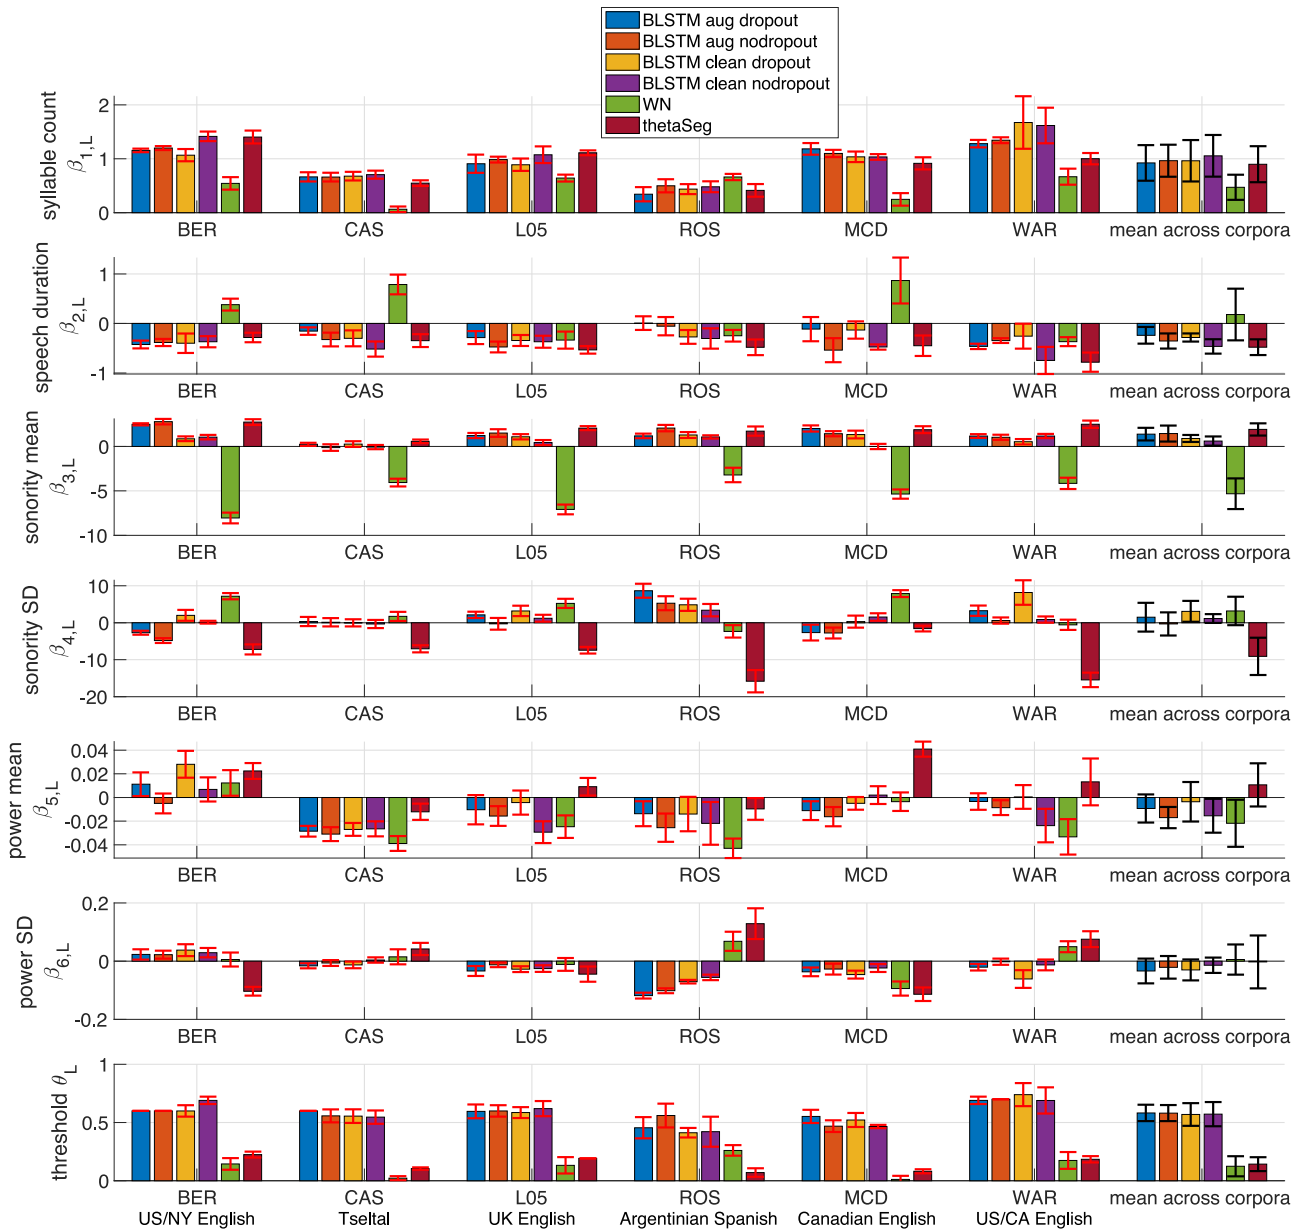 BLSTM aug dropout
BLSTM aug nodropout
BLSTM clean dropout
BLSTM clean nodropout
WN
thetaSeg
syllable count
β1,L
2
1
0
BER CAS L05 ROS MCD WAR mean across corpora
speech duration
β2,L
1
0
-1
BER CAS L05 ROS MCD WAR mean across corpora
sonority mean
β3,L
0
-5
-10
BER CAS L05 ROS MCD WAR mean across corpora
sonority SD
β4,L
10
0
-10
-20
BER CAS L05 ROS MCD WAR mean across corpora
power mean
β5,L
0.04
0.02
0
-0.02
-0.04
BER CAS L05 ROS MCD WAR mean across corpora
power SD
β6,L
0.2
0
-0.2
BER CAS L05 ROS MCD WAR mean across corpora
threshold θL
1
0.5
0
BER CAS L05 ROS MCD WAR mean across corpora
US/NY English Tseltal UK English Argentinian Spanish Canadian English US/CA English